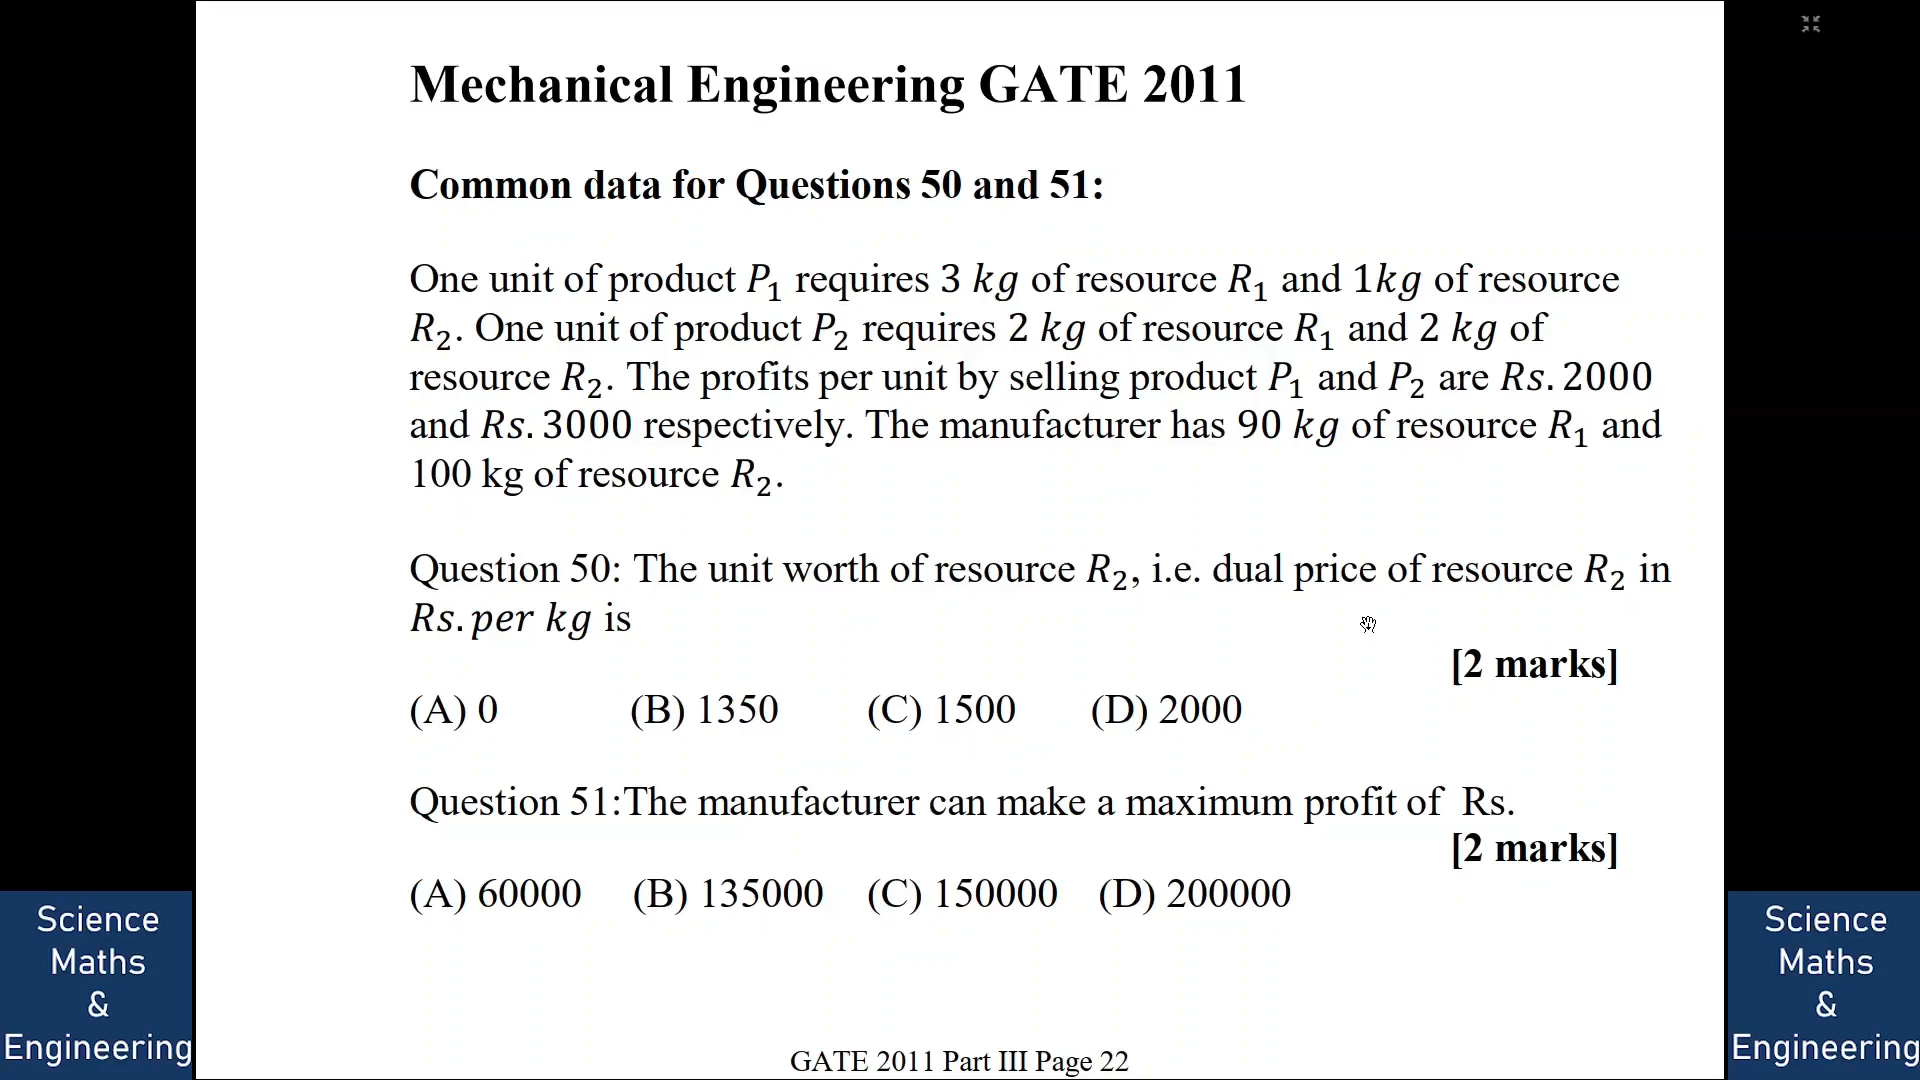 Mechanical Engineering GATE 2011
Common data for Questions 50 and 51:
One unit of product P₁ requires 3 kg of resource R₁ and 1kg of resource
R₂. One unit of product P₂ requires 2 kg of resource R₁ and 2 kg of
resource R₂. The profits per unit by selling product P₁ and P₂ are Rs. 2000
and Rs. 3000 respectively. The manufacturer has 90 kg of resource R₁ and
100 kg of resource R₂.
Question 50: The unit worth of resource R₂, i.e. dual price of resource R₂ in
Rs. per kg is
[2 marks]
(A) 0 (B) 1350 (C) 1500 (D) 2000
Question 51:The manufacturer can make a maximum profit of Rs.
[2 marks]
(A) 60000 (B) 135000 (C) 150000 (D) 200000
GATE 2011 Part III Page 22
Science
Maths
&
Engineering
Science
Maths
&
Engineering